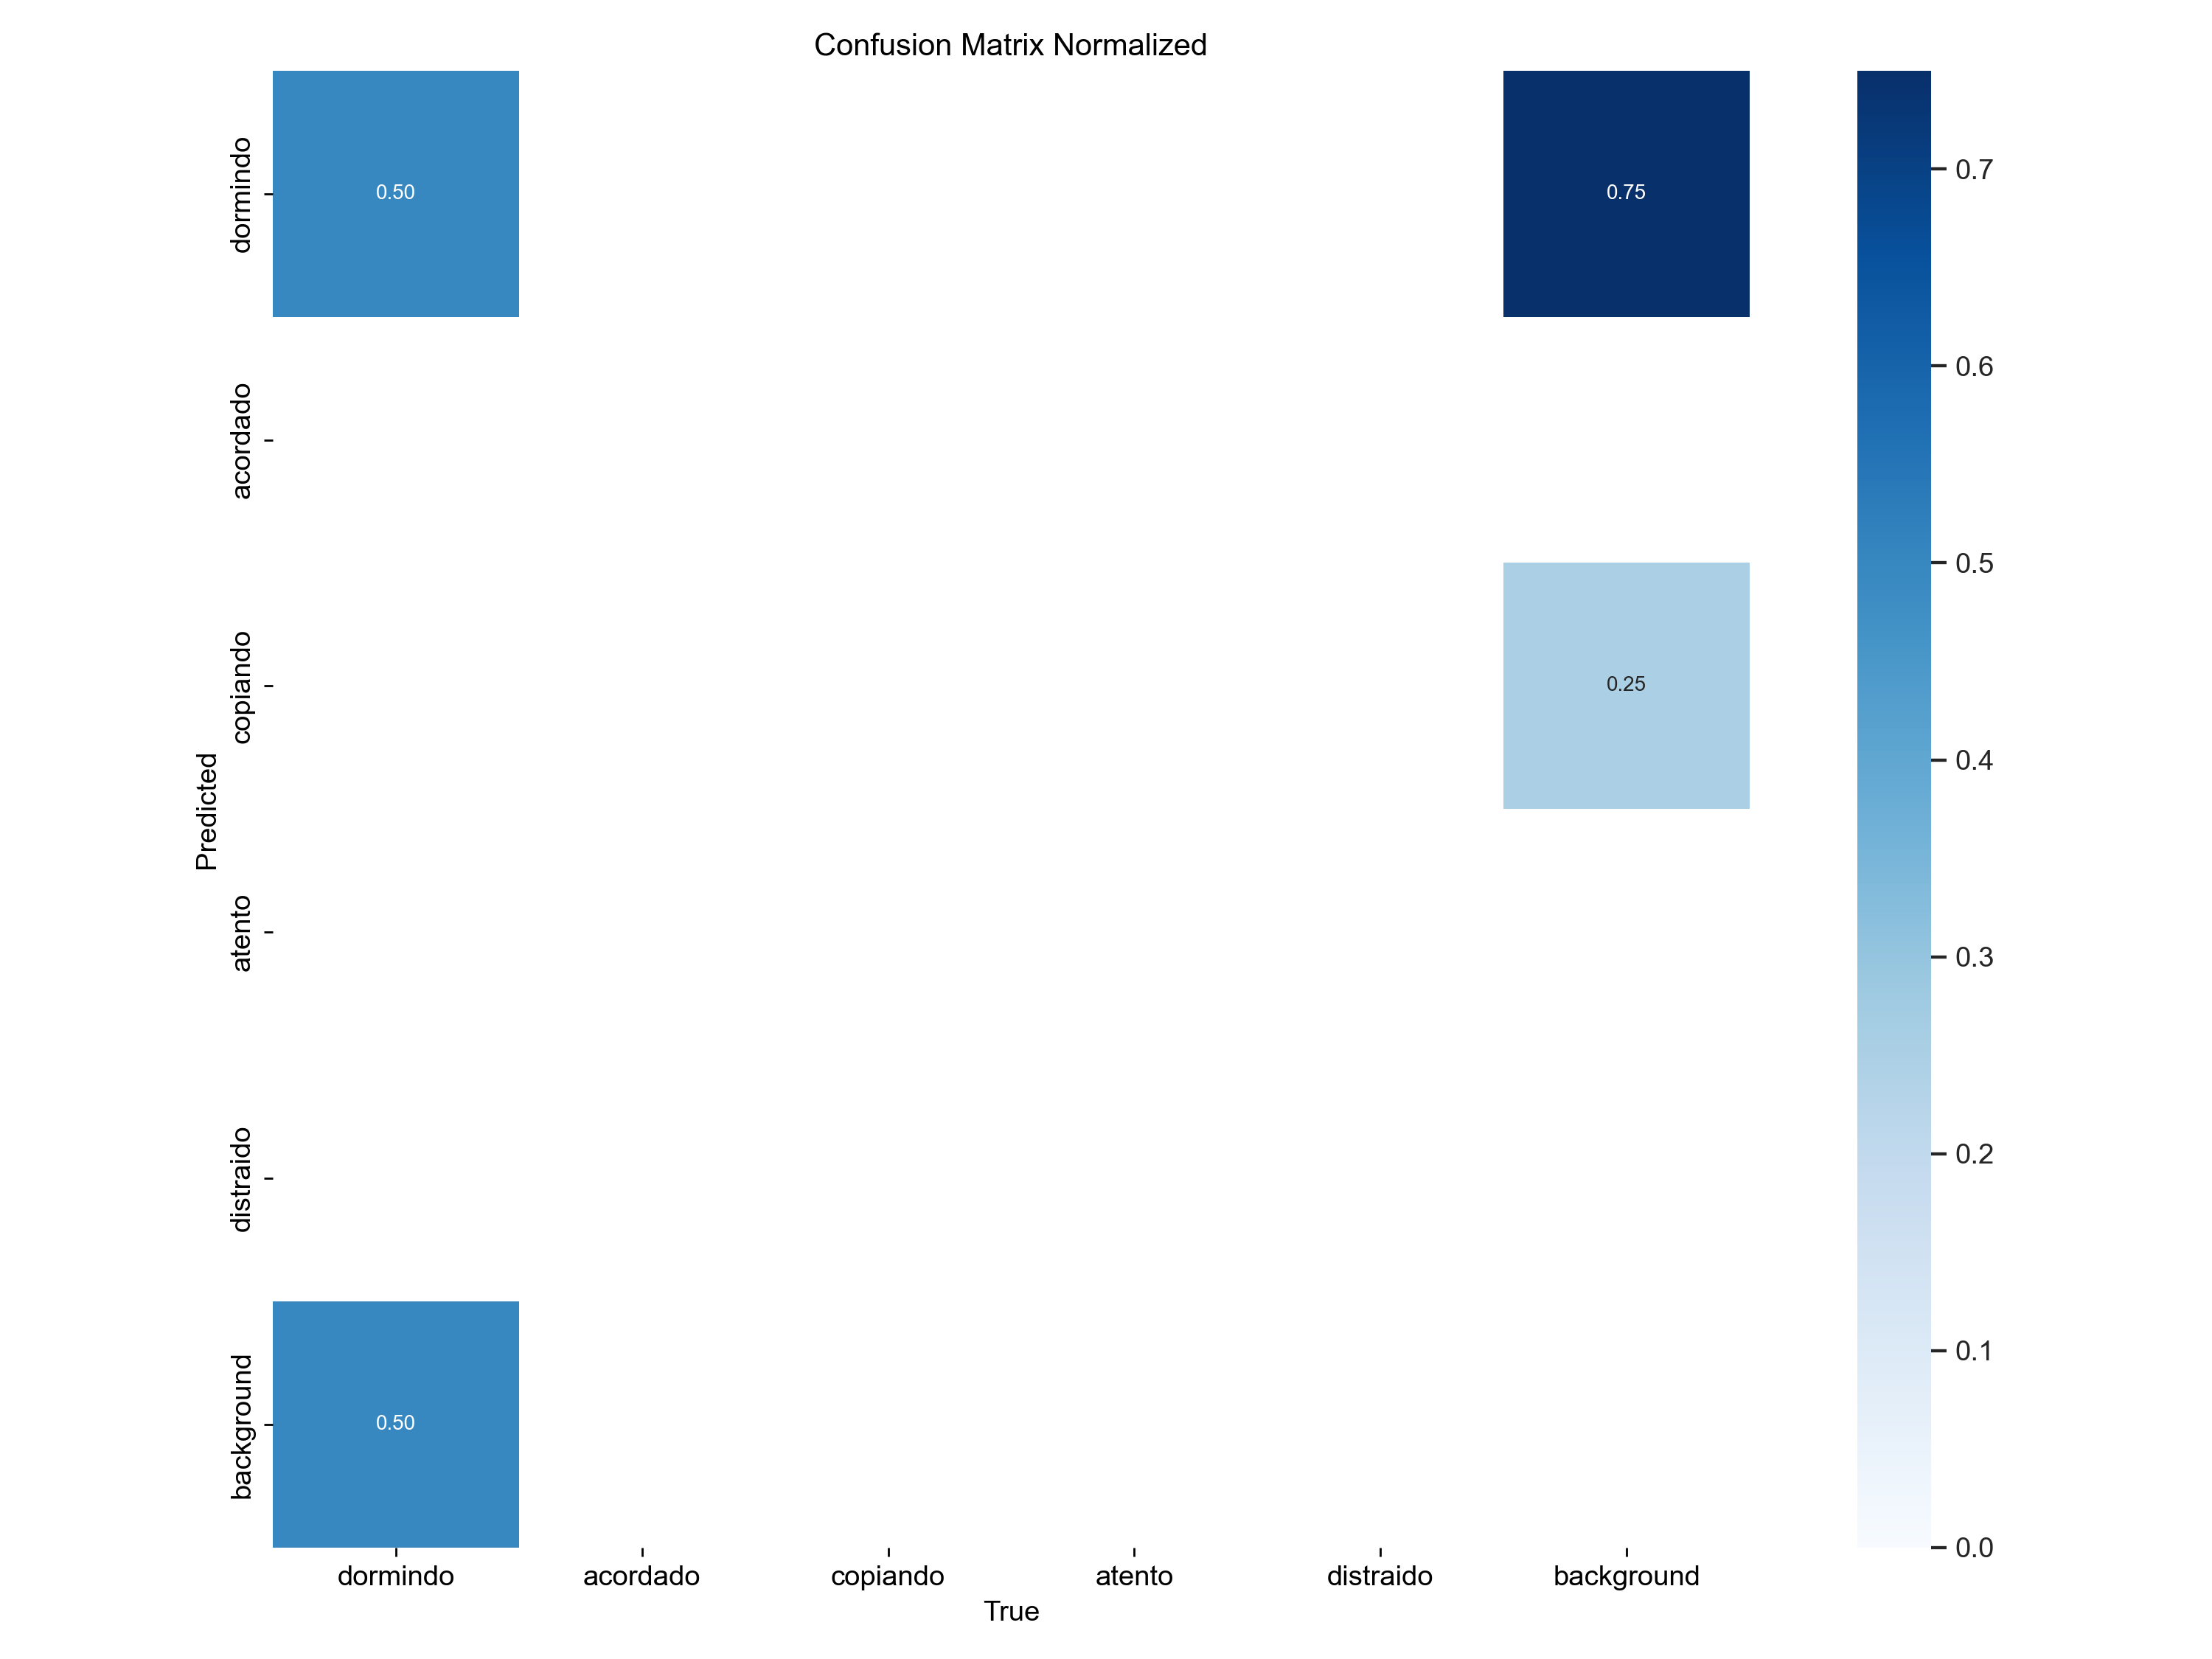 Confusion Matrix Normalized
dormindo
acordado
copiando
atento
distraido
background
Predicted
0.50
0.75
0.25
0.50
dormindo
acordado
copiando
atento
distraido
background
True
0.7
0.6
0.5
0.4
0.3
0.2
0.1
0.0